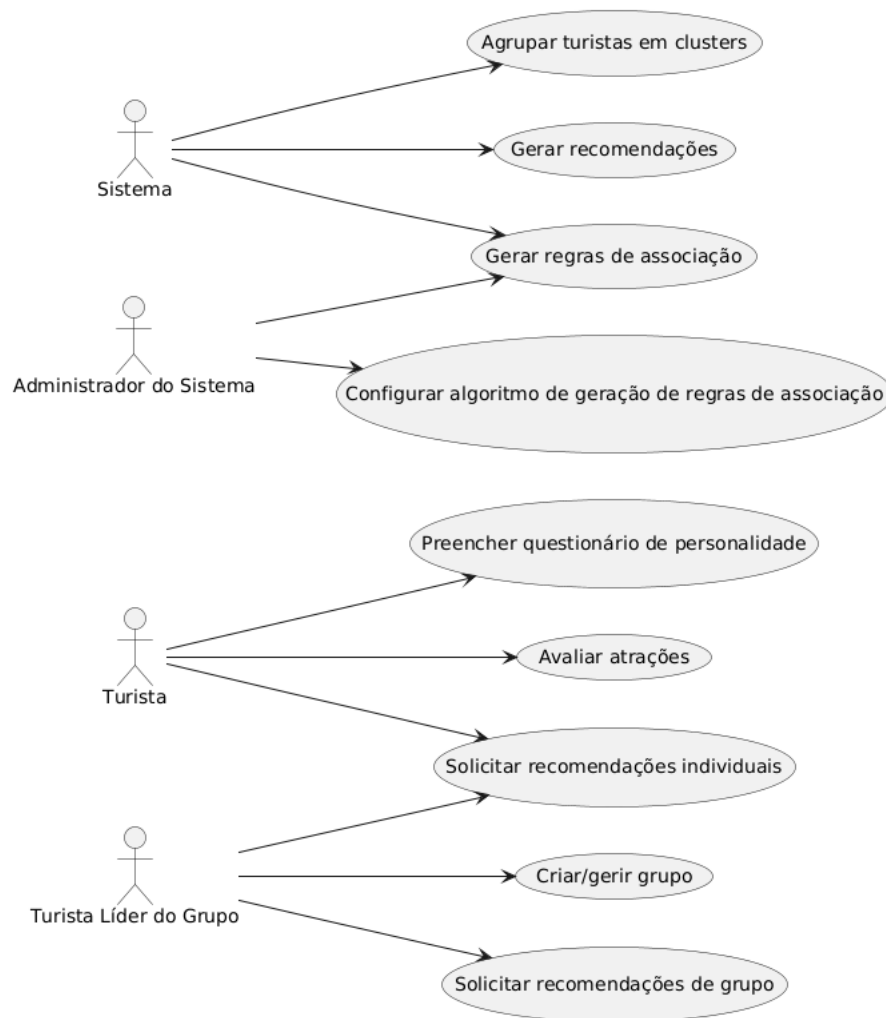 Agrupar turistas em clusters
Gerar recomendações
Sistema
Gerar regras de associação
Administrador do Sistema
Configurar algoritmo de geração de regras de associação
Preencher questionário de personalidade
Avaliar atrações
Turista
Solicitar recomendações individuais
Criar/gerir grupo
Turista Líder do Grupo
Solicitar recomendações de grupo